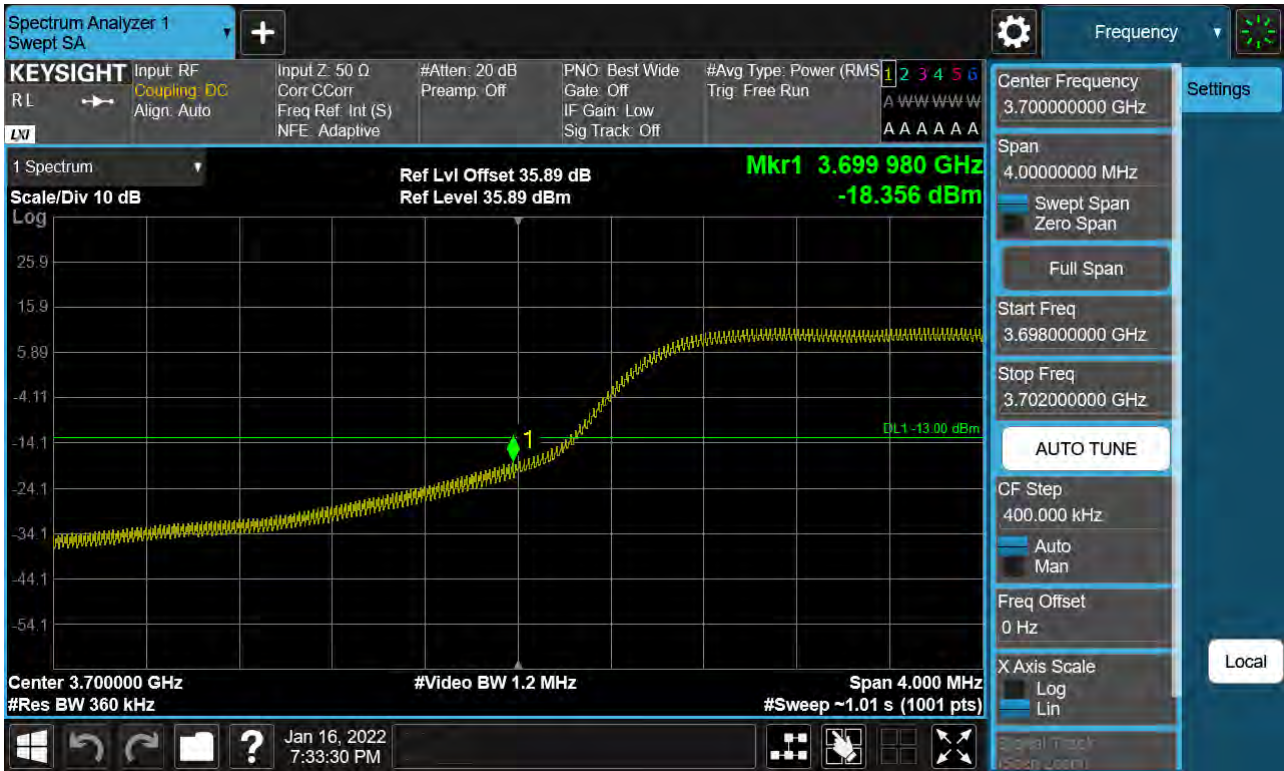 Spectrum Analyzer 1
Swept SA
+
Frequency
KEYSIGHT
RL
LXI
Input: RF
Coupling: DC
Align: Auto
Input Z: 50 Ω
Corr CCorr
Freq Ref: Int (S)
NFE: Adaptive
#Atten: 20 dB
Preamp: Off
PNO: Best Wide
Gate: Off
IF Gain: Low
Sig Track: Off
#Avg Type: Power (RMS
Trig: Free Run
1 2 3 4 5 6
A W W W W W
A A A A A A
1 Spectrum
Scale/Div 10 dB
Log
Ref Lvl Offset 35.89 dB
Ref Level 35.89 dBm
Mkr1 3.699 980 GHz
-18.356 dBm
25.9
15.9
5.89
-4.11
-14.1
-24.1
-34.1
-44.1
-54.1
1
DL1 -13.00 dBm
Center 3.700000 GHz
#Res BW 360 kHz
#Video BW 1.2 MHz
Span 4.000 MHz
#Sweep ~1.01 s (1001 pts)
Center Frequency
3.700000000 GHz
Span
4.00000000 MHz
Swept Span
Zero Span
Full Span
Start Freq
3.698000000 GHz
Stop Freq
3.702000000 GHz
AUTO TUNE
CF Step
400.000 kHz
Auto
Man
Freq Offset
0 Hz
X Axis Scale
Log
Lin
Signal Track
(Span Zoom)
Settings
Local
?
Jan 16, 2022
7:33:30 PM